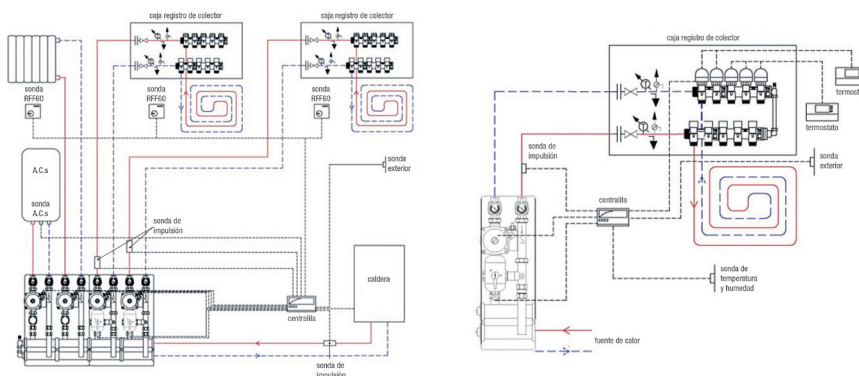 caja registro de colector
caja registro de colector
sonda
RFF60
sonda
RFF60
sonda
RFF60
A.C.s
sonda
A.C.s
sonda de
impulsión
sonda
exterior
caldera
centralita
sonda de
impulsión
caja registro de colector
termost
termostato
sonda de
impulsión
sonda
exterior
centralita
sonda de
temperatura
y humedad
fuente de calor